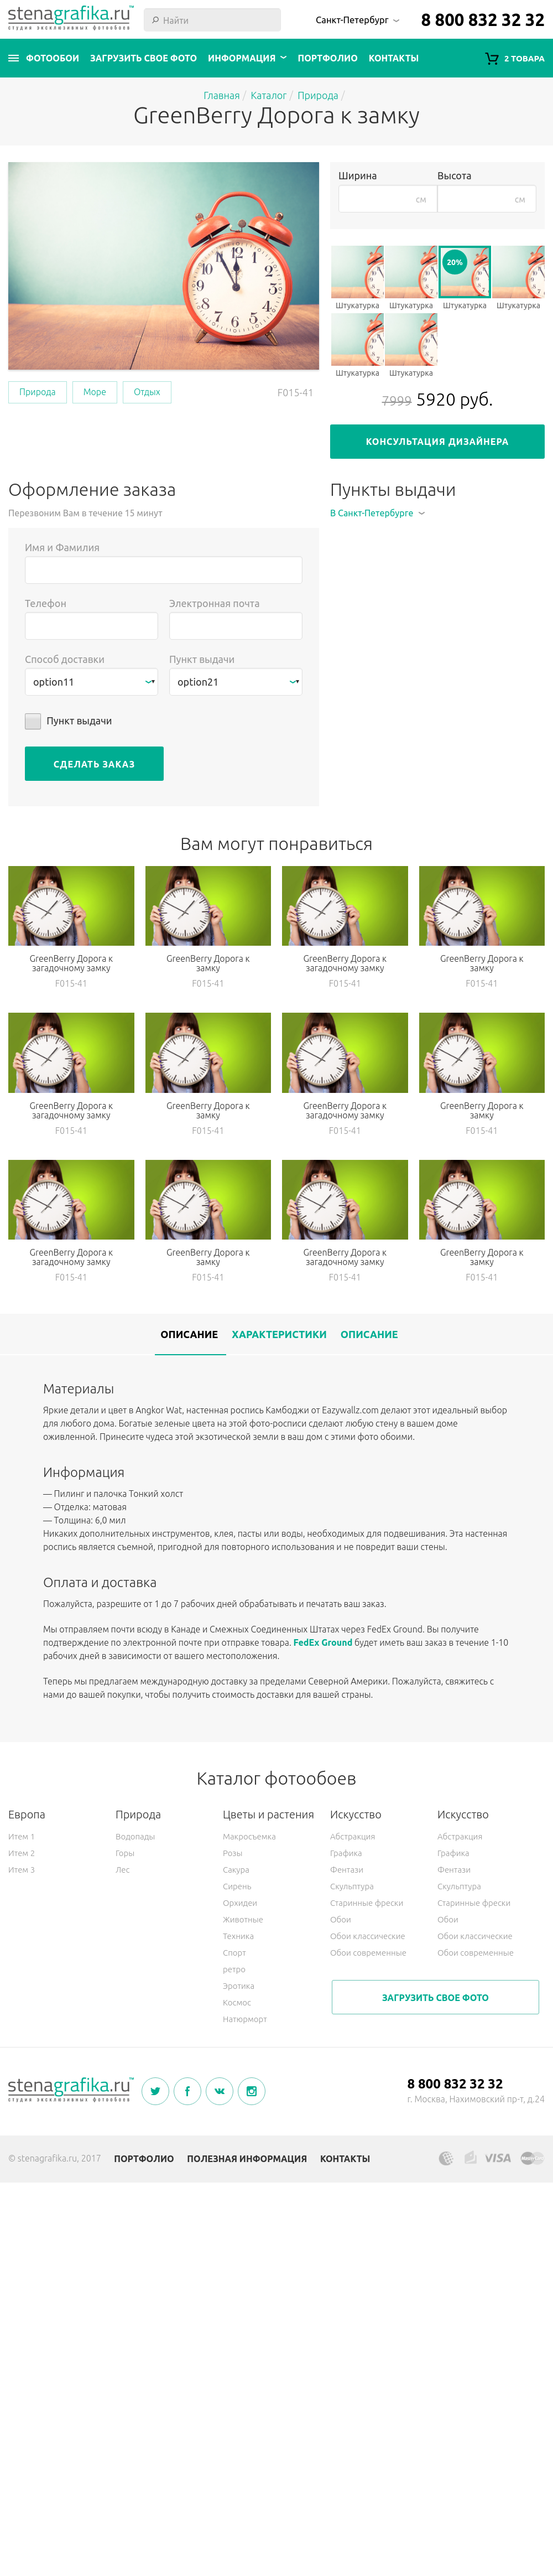 stenagrafika.ru™
студия эксклюзивных фотообоев
Найти
Санкт-Петербург
8 800 832 32 32
ФОТООБОИ
ЗАГРУЗИТЬ СВОЕ ФОТО
ИНФОРМАЦИЯ
ПОРТФОЛИО
КОНТАКТЫ
2 ТОВАРА
Главная / Каталог / Природа /
GreenBerry Дорога к замку
Ширина
Высота
см
см
20%
Штукатурка
Штукатурка
Штукатурка
Штукатурка
Штукатурка
Штукатурка
Природа
Море
Отдых
F015-41
7999 5920 руб.
КОНСУЛЬТАЦИЯ ДИЗАЙНЕРА
Оформление заказа
Перезвоним Вам в течение 15 минут
Пункты выдачи
В Санкт-Петербурге
Имя и Фамилия
Телефон
Электронная почта
Способ доставки
Пункт выдачи
option11
option21
Пункт выдачи
СДЕЛАТЬ ЗАКАЗ
Вам могут понравиться
GreenBerry Дорога к
загадочному замку
F015-41
GreenBerry Дорога к
замку
F015-41
GreenBerry Дорога к
загадочному замку
F015-41
GreenBerry Дорога к
замку
F015-41
GreenBerry Дорога к
загадочному замку
F015-41
GreenBerry Дорога к
замку
F015-41
GreenBerry Дорога к
загадочному замку
F015-41
GreenBerry Дорога к
замку
F015-41
GreenBerry Дорога к
загадочному замку
F015-41
GreenBerry Дорога к
замку
F015-41
GreenBerry Дорога к
загадочному замку
F015-41
GreenBerry Дорога к
замку
F015-41
ОПИСАНИЕ
ХАРАКТЕРИСТИКИ
ОПИСАНИЕ
Материалы
Яркие детали и цвет в Angkor Wat, настенная роспись Камбоджи от Eazywallz.com делают этот идеальный выбор
для любого дома. Богатые зеленые цвета на этой фото-росписи сделают любую стену в вашем доме
оживленной. Принесите чудеса этой экзотической земли в ваш дом с этими фото обоими.
Информация
— Пилинг и палочка Тонкий холст
— Отделка: матовая
— Толщина: 6,0 мил
Никаких дополнительных инструментов, клея, пасты или воды, необходимых для подвешивания. Эта настенная
роспись является съемной, пригодной для повторного использования и не повредит ваши стены.
Оплата и доставка
Пожалуйста, разрешите от 1 до 7 рабочих дней обрабатывать и печатать ваш заказ.
Мы отправляем почти всюду в Канаде и Смежных Соединенных Штатах через FedEx Ground. Вы получите
подтверждение по электронной почте при отправке товара. FedEx Ground будет иметь ваш заказ в течение 1-10
рабочих дней в зависимости от вашего местоположения.
Теперь мы предлагаем международную доставку за пределами Северной Америки. Пожалуйста, свяжитесь с
нами до вашей покупки, чтобы получить стоимость доставки для вашей страны.
Каталог фотообоев
Европа
Итем 1
Итем 2
Итем 3
Природа
Водопады
Горы
Лес
Цветы и растения
Макросъемка
Розы
Сакура
Сирень
Орхидеи
Животные
Техника
Спорт
ретро
Эротика
Космос
Натюрморт
Искусство
Абстракция
Графика
Фентази
Скульптура
Старинные фрески
Обои
Обои классические
Обои современные
Искусство
Абстракция
Графика
Фентази
Скульптура
Старинные фрески
Обои
Обои классические
Обои современные
ЗАГРУЗИТЬ СВОЕ ФОТО
stenagrafika.ru™
студия эксклюзивных фотообоев
8 800 832 32 32
г. Москва, Нахимовский пр-т, д.24
© stenagrafika.ru, 2017
ПОРТФОЛИО
ПОЛЕЗНАЯ ИНФОРМАЦИЯ
КОНТАКТЫ
VISA